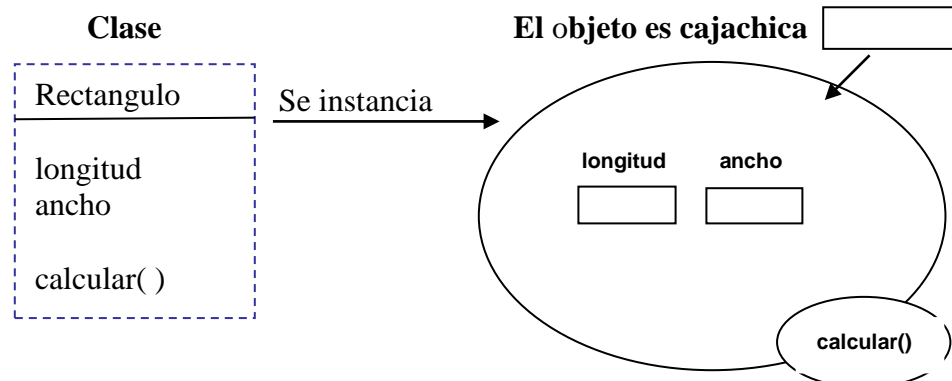 Clase
El objeto es cajachica
Rectangulo
Se instancia
longitud
ancho
calcular( )
longitud
ancho
calcular()